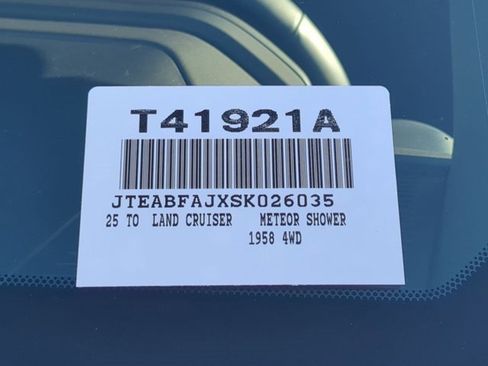 T41921A
JTEABFAJXSK026035
25 TO LAND CRUISER METEOR SHOWER
1958 4WD